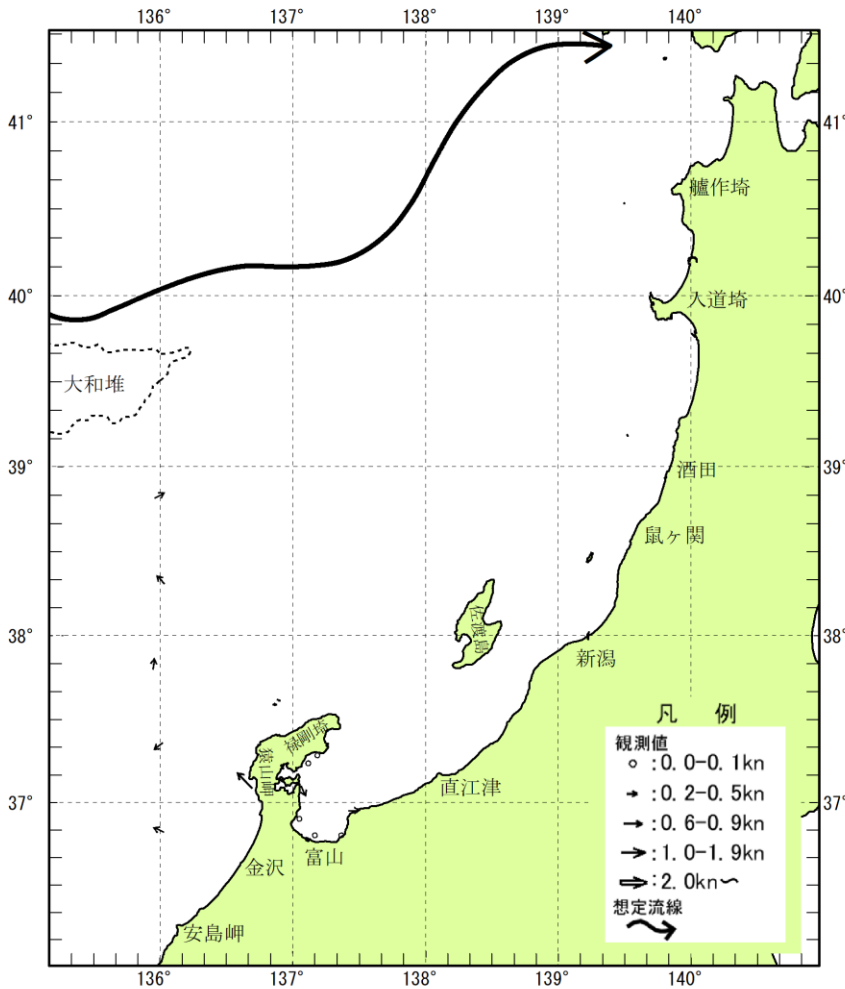 136° 137° 138° 139° 140°
41° 41°
艫作埼
40° 40°
入道埼
大和堆
39° 39°
酒田
鼠ヶ関
佐渡島
38° 38°
新潟
凡 例
観測値
○ :0.0-0.1kn
:0.2-0.5kn
:0.6-0.9kn
:1.0-1.9kn
:2.0kn~
想定流線
禄剛埼
猿山岬
37° 37°
直江津
富山
金沢
安島岬
136° 137° 138° 139° 140°